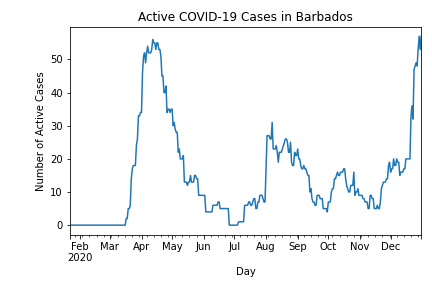 Active COVID-19 Cases in Barbados
Number of Active Cases
50
40
30
20
10
0
Feb Mar Apr May Jun Jul Aug Sep Oct Nov Dec
2020
Day